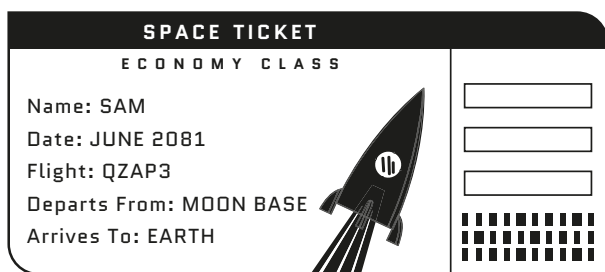 SPACE TICKET
ECONOMY CLASS
Name: SAM
Date: JUNE 2081
Flight: QZAP3
Departs From: MOON BASE
Arrives To: EARTH